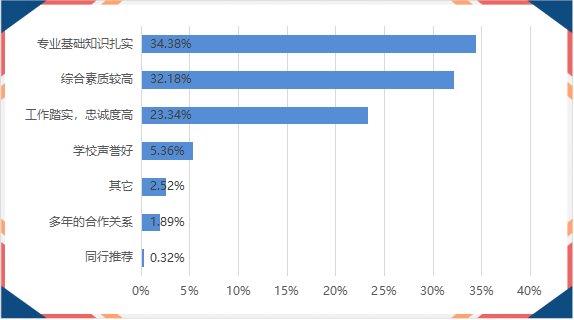 专业基础知识扎实 34.38%
综合素质较高 32.18%
工作踏实，忠诚度高 23.34%
学校声誉好 5.36%
其它 2.52%
多年的合作关系 1.89%
同行推荐 0.32%
0% 5% 10% 15% 20% 25% 30% 35% 40%